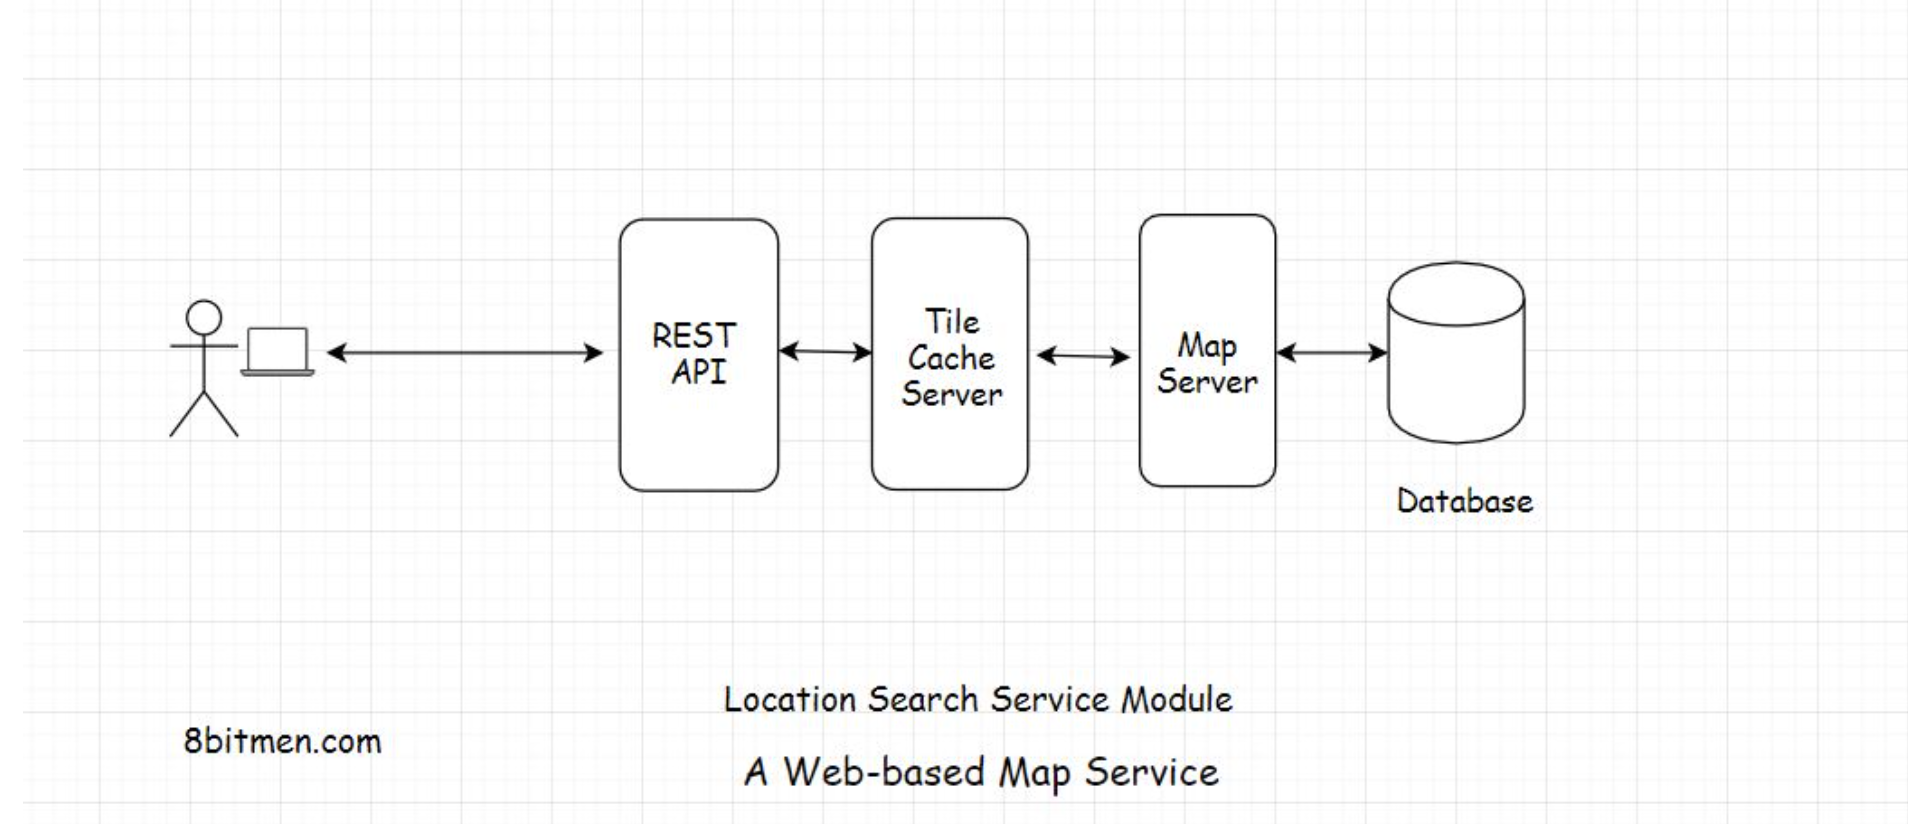 REST
API
Tile
Cache
Server
Map
Server
Database
Location Search Service Module
8bitmen.com
A Web-based Map Service